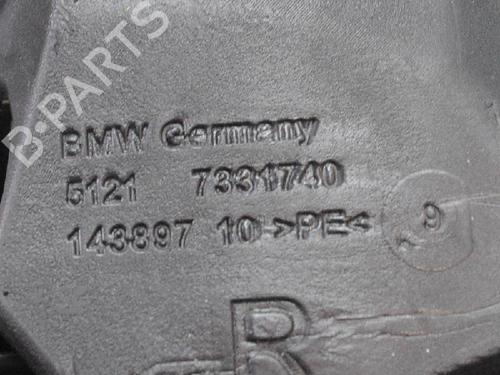 B-PARTS
BMW Germany
5121 7331740
143897 10 >PE<
9
R